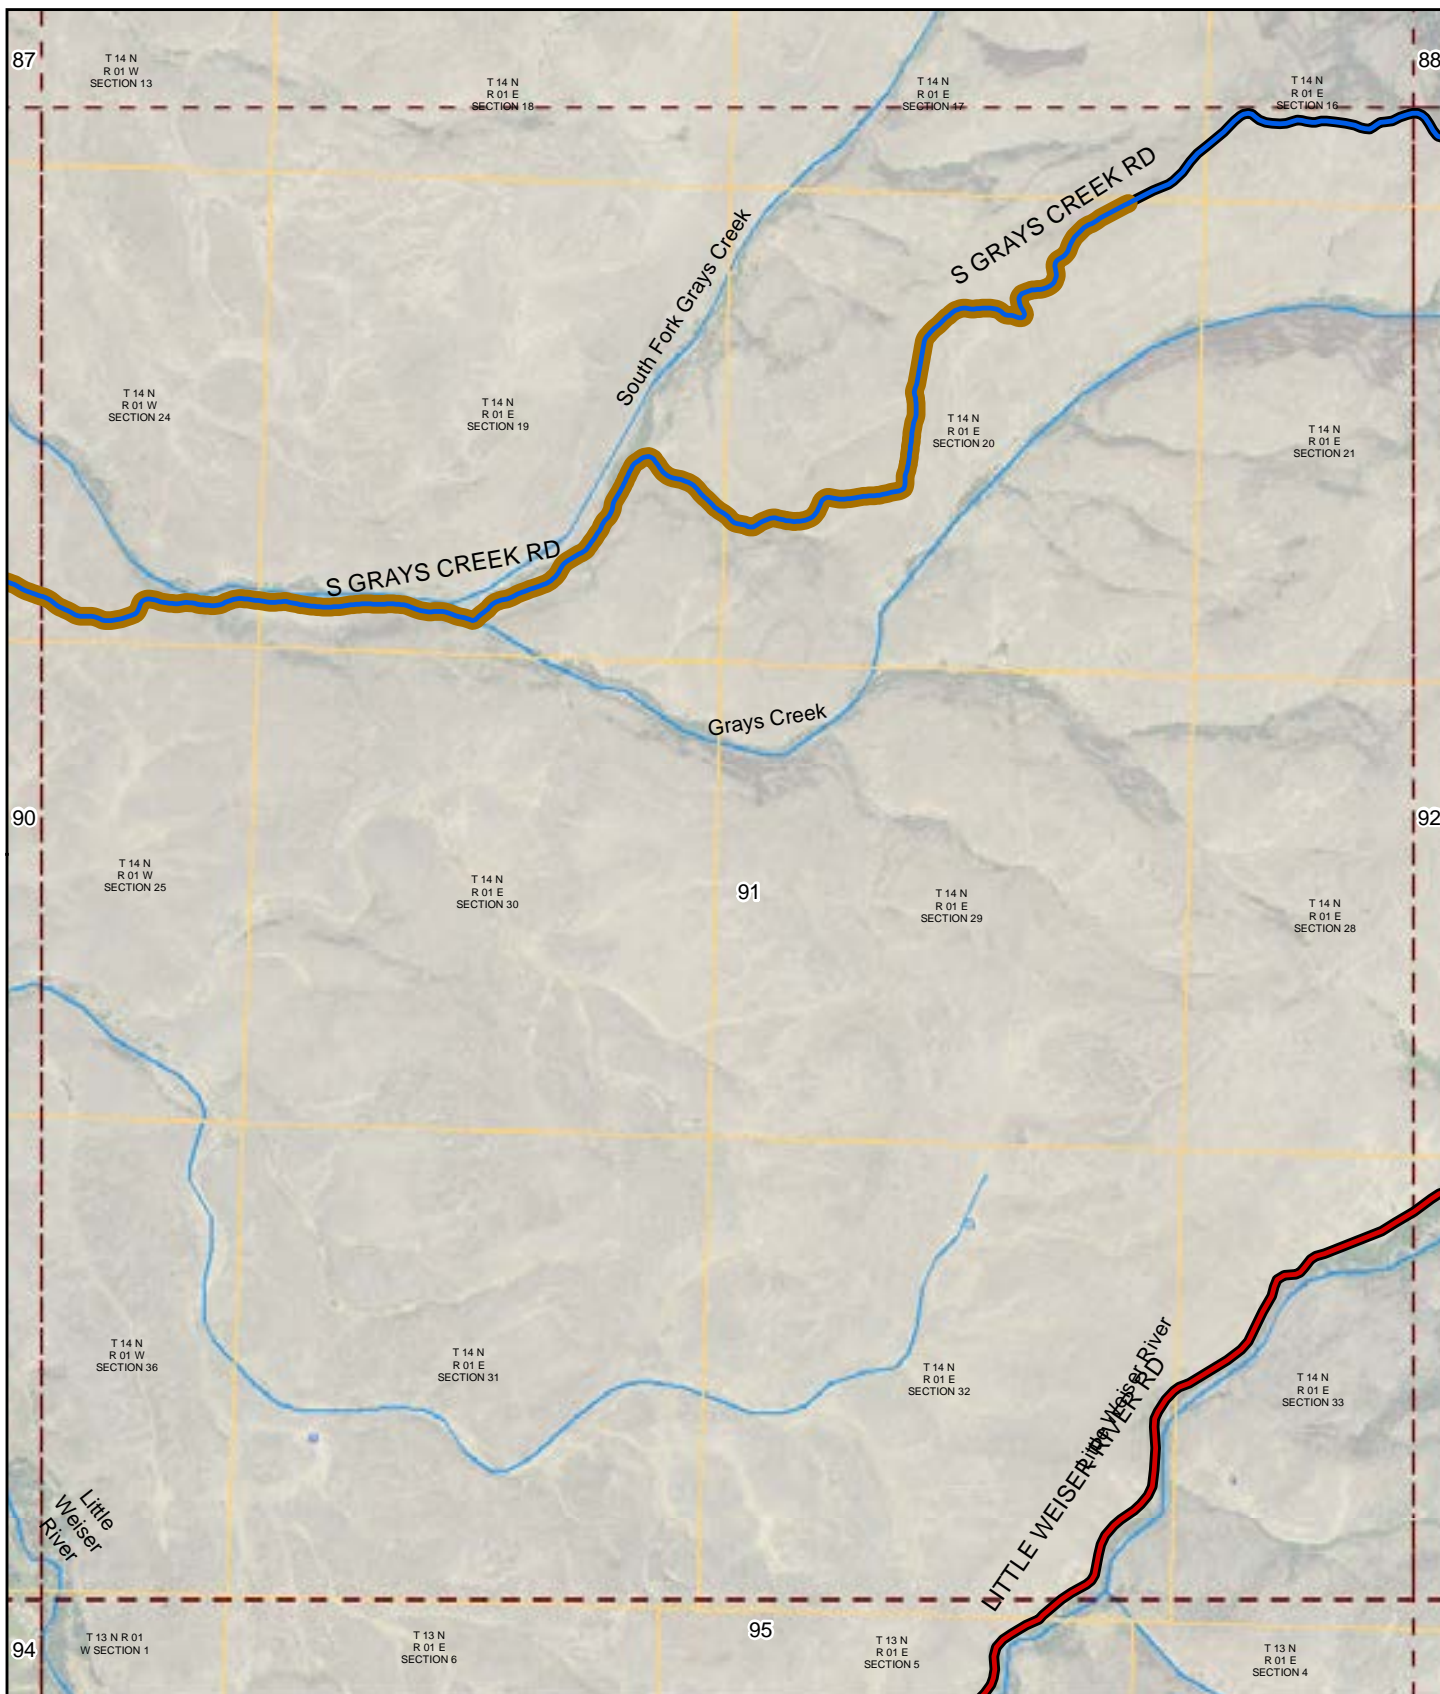 87
T 14 N
R 01 W
SECTION 13
T 14 N
R 01 E
SECTION 18
T 14 N
R 01 E
SECTION 17
T 14 N
R 01 E
SECTION 16
88
S GRAYS CREEK RD
South Fork Grays Creek
T 14 N
R 01 W
SECTION 24
T 14 N
R 01 E
SECTION 19
T 14 N
R 01 E
SECTION 20
T 14 N
R 01 E
SECTION 21
S GRAYS CREEK RD
Grays Creek
90
92
T 14 N
R 01 W
SECTION 25
T 14 N
R 01 E
SECTION 30
91
T 14 N
R 01 E
SECTION 29
T 14 N
R 01 E
SECTION 28
T 14 N
R 01 W
SECTION 36
T 14 N
R 01 E
SECTION 31
T 14 N
R 01 E
SECTION 32
Little Weiser River
LITTLE WEISER RIVER RD
T 14 N
R 01 E
SECTION 33
Little
Weiser
River
94
T 13 N R 01
W SECTION 1
T 13 N
R 01 E
SECTION 6
95
T 13 N
R 01 E
SECTION 5
T 13 N
R 01 E
SECTION 4